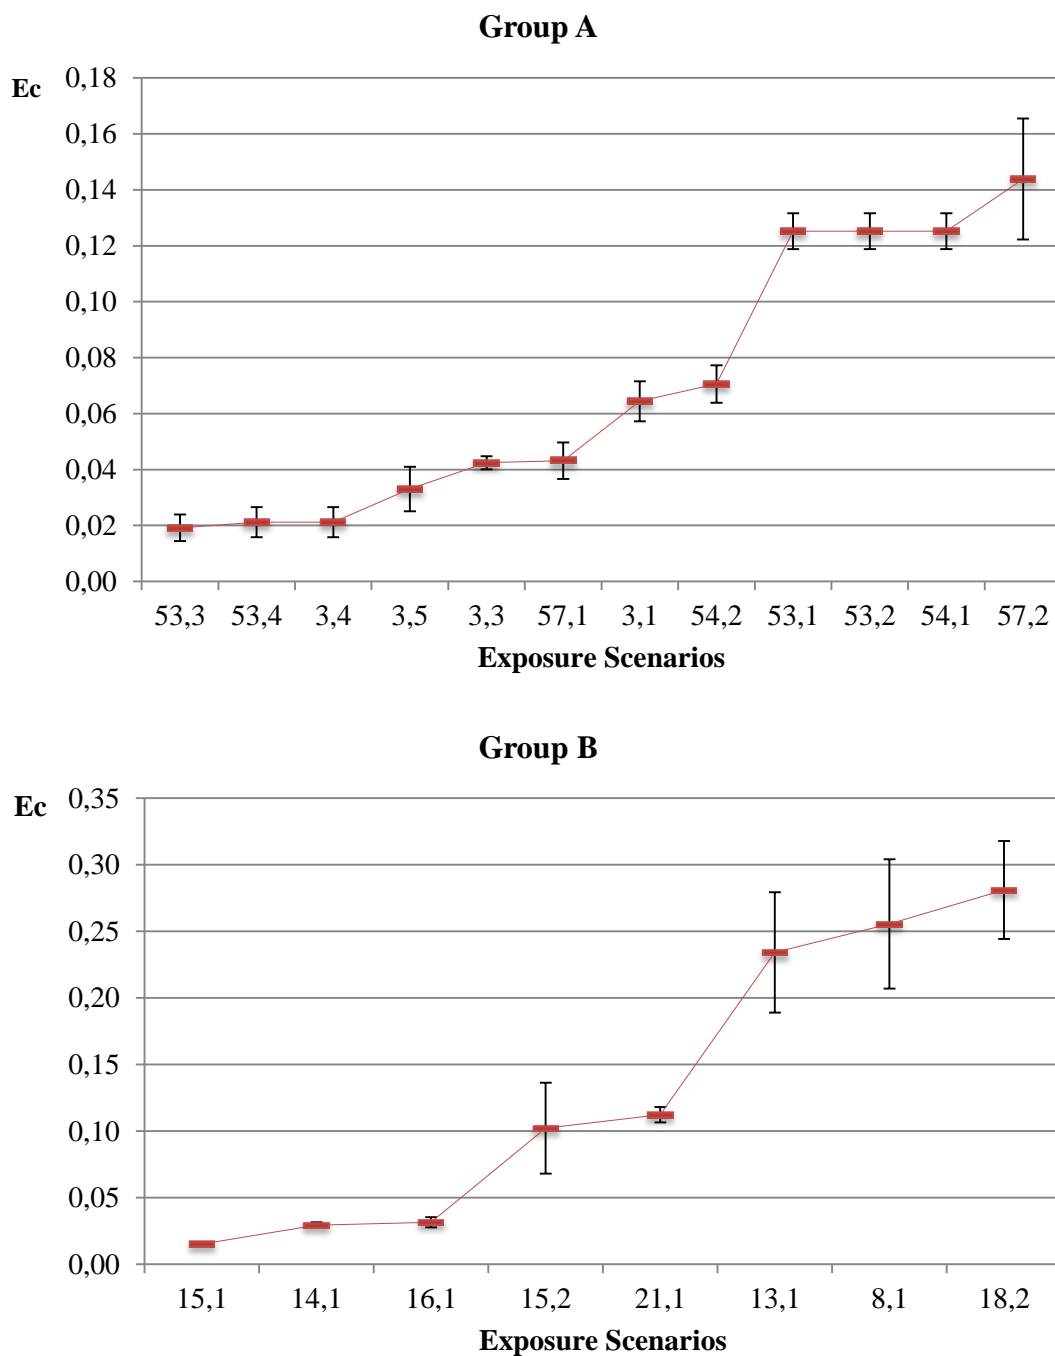 Group A
Ec
0,18
0,16
0,14
0,12
0,10
0,08
0,06
0,04
0,02
0,00
53,3 53,4 3,4 3,5 3,3 57,1 3,1 54,2 53,1 53,2 54,1 57,2
Exposure Scenarios
Group B
Ec
0,35
0,30
0,25
0,20
0,15
0,10
0,05
0,00
15,1 14,1 16,1 15,2 21,1 13,1 8,1 18,2
Exposure Scenarios